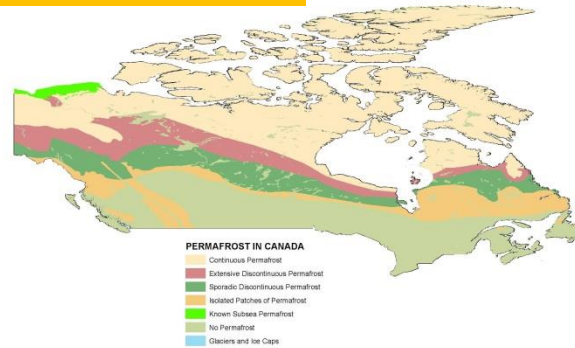 PERMAFROST IN CANADA
Continuous Permafrost
Extensive Discontinuous Permafrost
Sporadic Discontinuous Permafrost
Isolated Patches of Permafrost
Known Subsea Permafrost
No Permafrost
Glaciers and Ice Caps